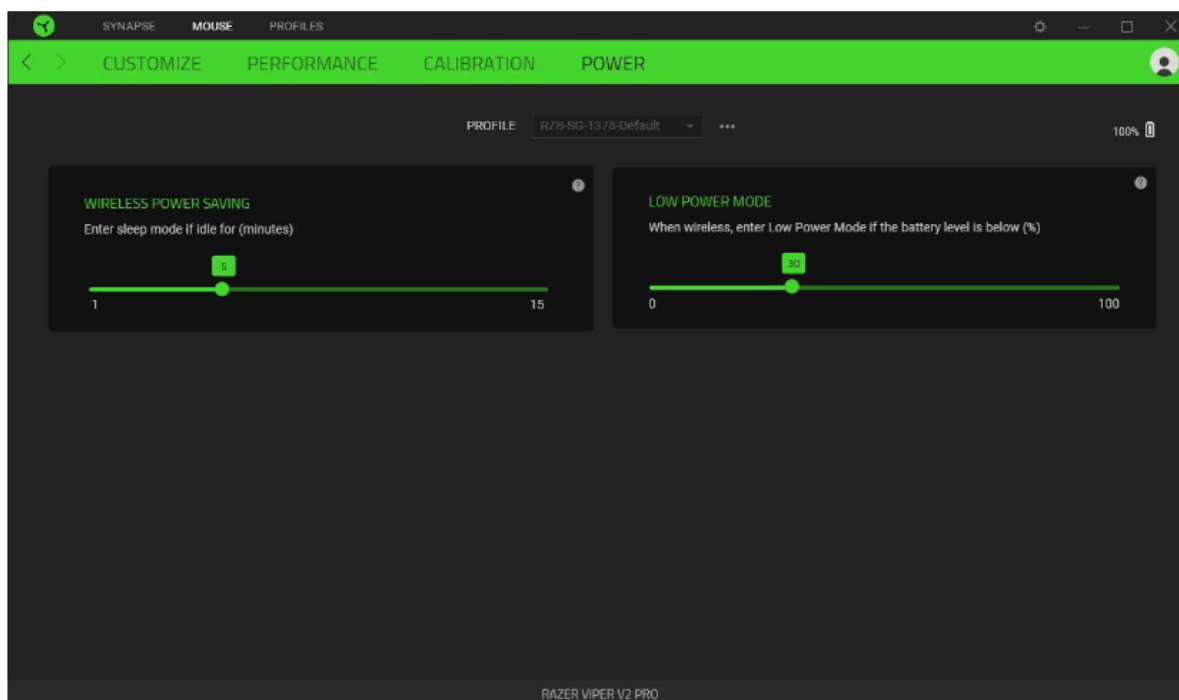 SYNAPSE MOUSE PROFILES
CUSTOMIZE PERFORMANCE CALIBRATION POWER
PROFILE RZB-SG-1378-Default
100%
WIRELESS POWER SAVING
Enter sleep mode if idle for (minutes)
5
1 15
LOW POWER MODE
When wireless, enter Low Power Mode if the battery level is below (%)
30
0 100
RAZER VIPER V2 PRO